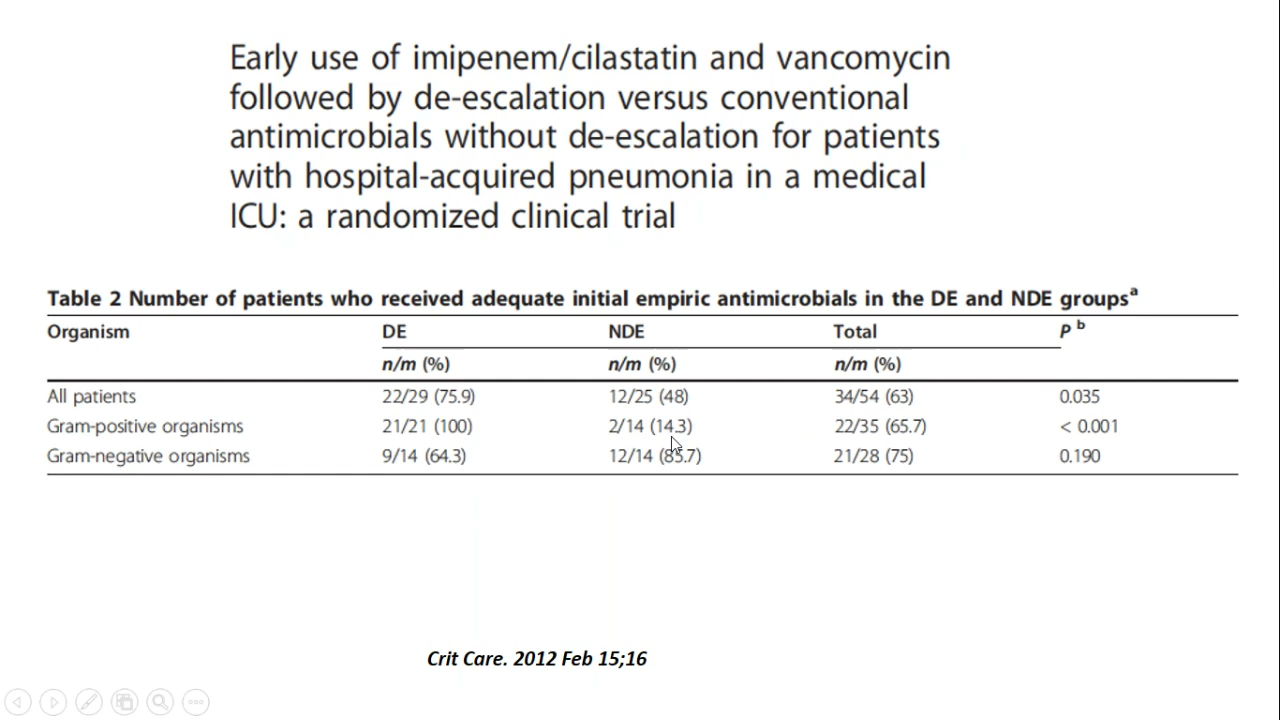 Early use of imipenem/cilastatin and vancomycin
followed by de-escalation versus conventional
antimicrobials without de-escalation for patients
with hospital-acquired pneumonia in a medical
ICU: a randomized clinical trial
Table 2 Number of patients who received adequate initial empiric antimicrobials in the DE and NDE groupsᵃ
Organism DE NDE Total P ᵇ
n/m (%) n/m (%) n/m (%)
All patients 22/29 (75.9) 12/25 (48) 34/54 (63) 0.035
Gram-positive organisms 21/21 (100) 2/14 (14.3) 22/35 (65.7) < 0.001
Gram-negative organisms 9/14 (64.3) 12/14 (85.7) 21/28 (75) 0.190
Crit Care. 2012 Feb 15;16